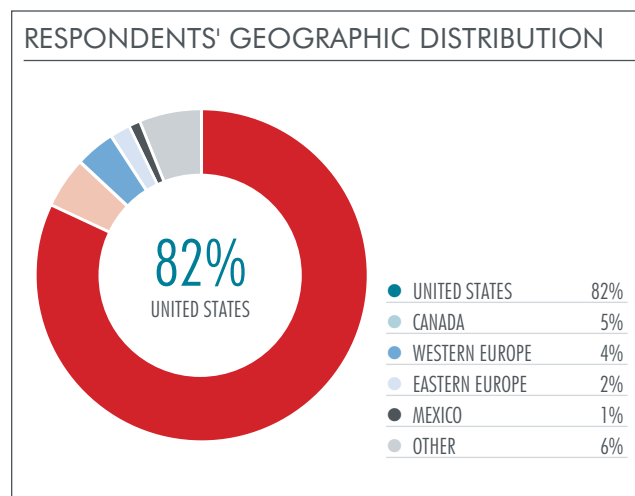 RESPONDENTS' GEOGRAPHIC DISTRIBUTION
82%
UNITED STATES
UNITED STATES 82%
CANADA 5%
WESTERN EUROPE 4%
EASTERN EUROPE 2%
MEXICO 1%
OTHER 6%